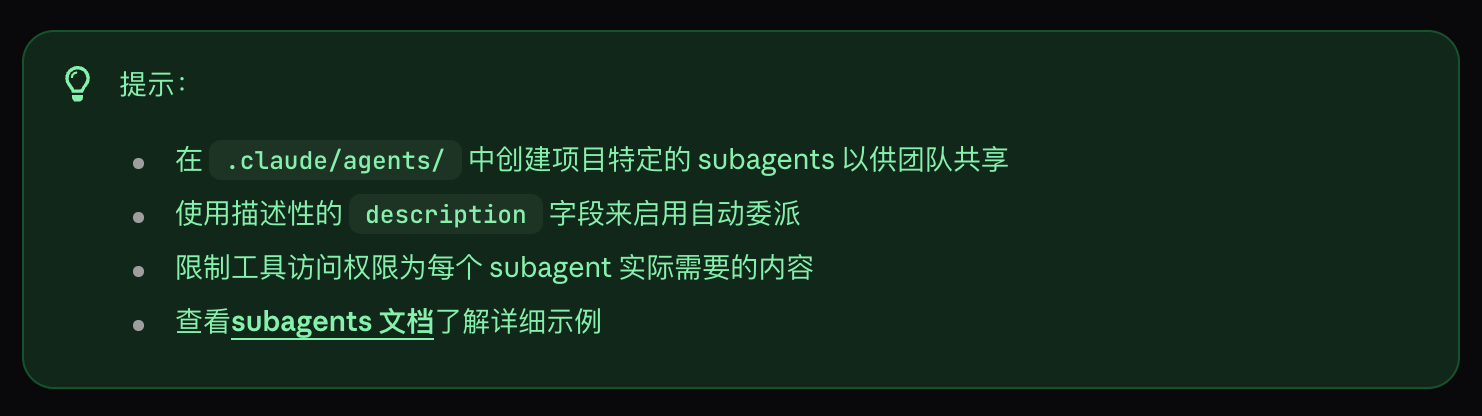 提示：
在 .claude/agents/ 中创建项目特定的 subagents 以供团队共享
使用描述性的 description 字段来启用自动委派
限制工具访问权限为每个 subagent 实际需要的内容
查看subagents 文档了解详细示例